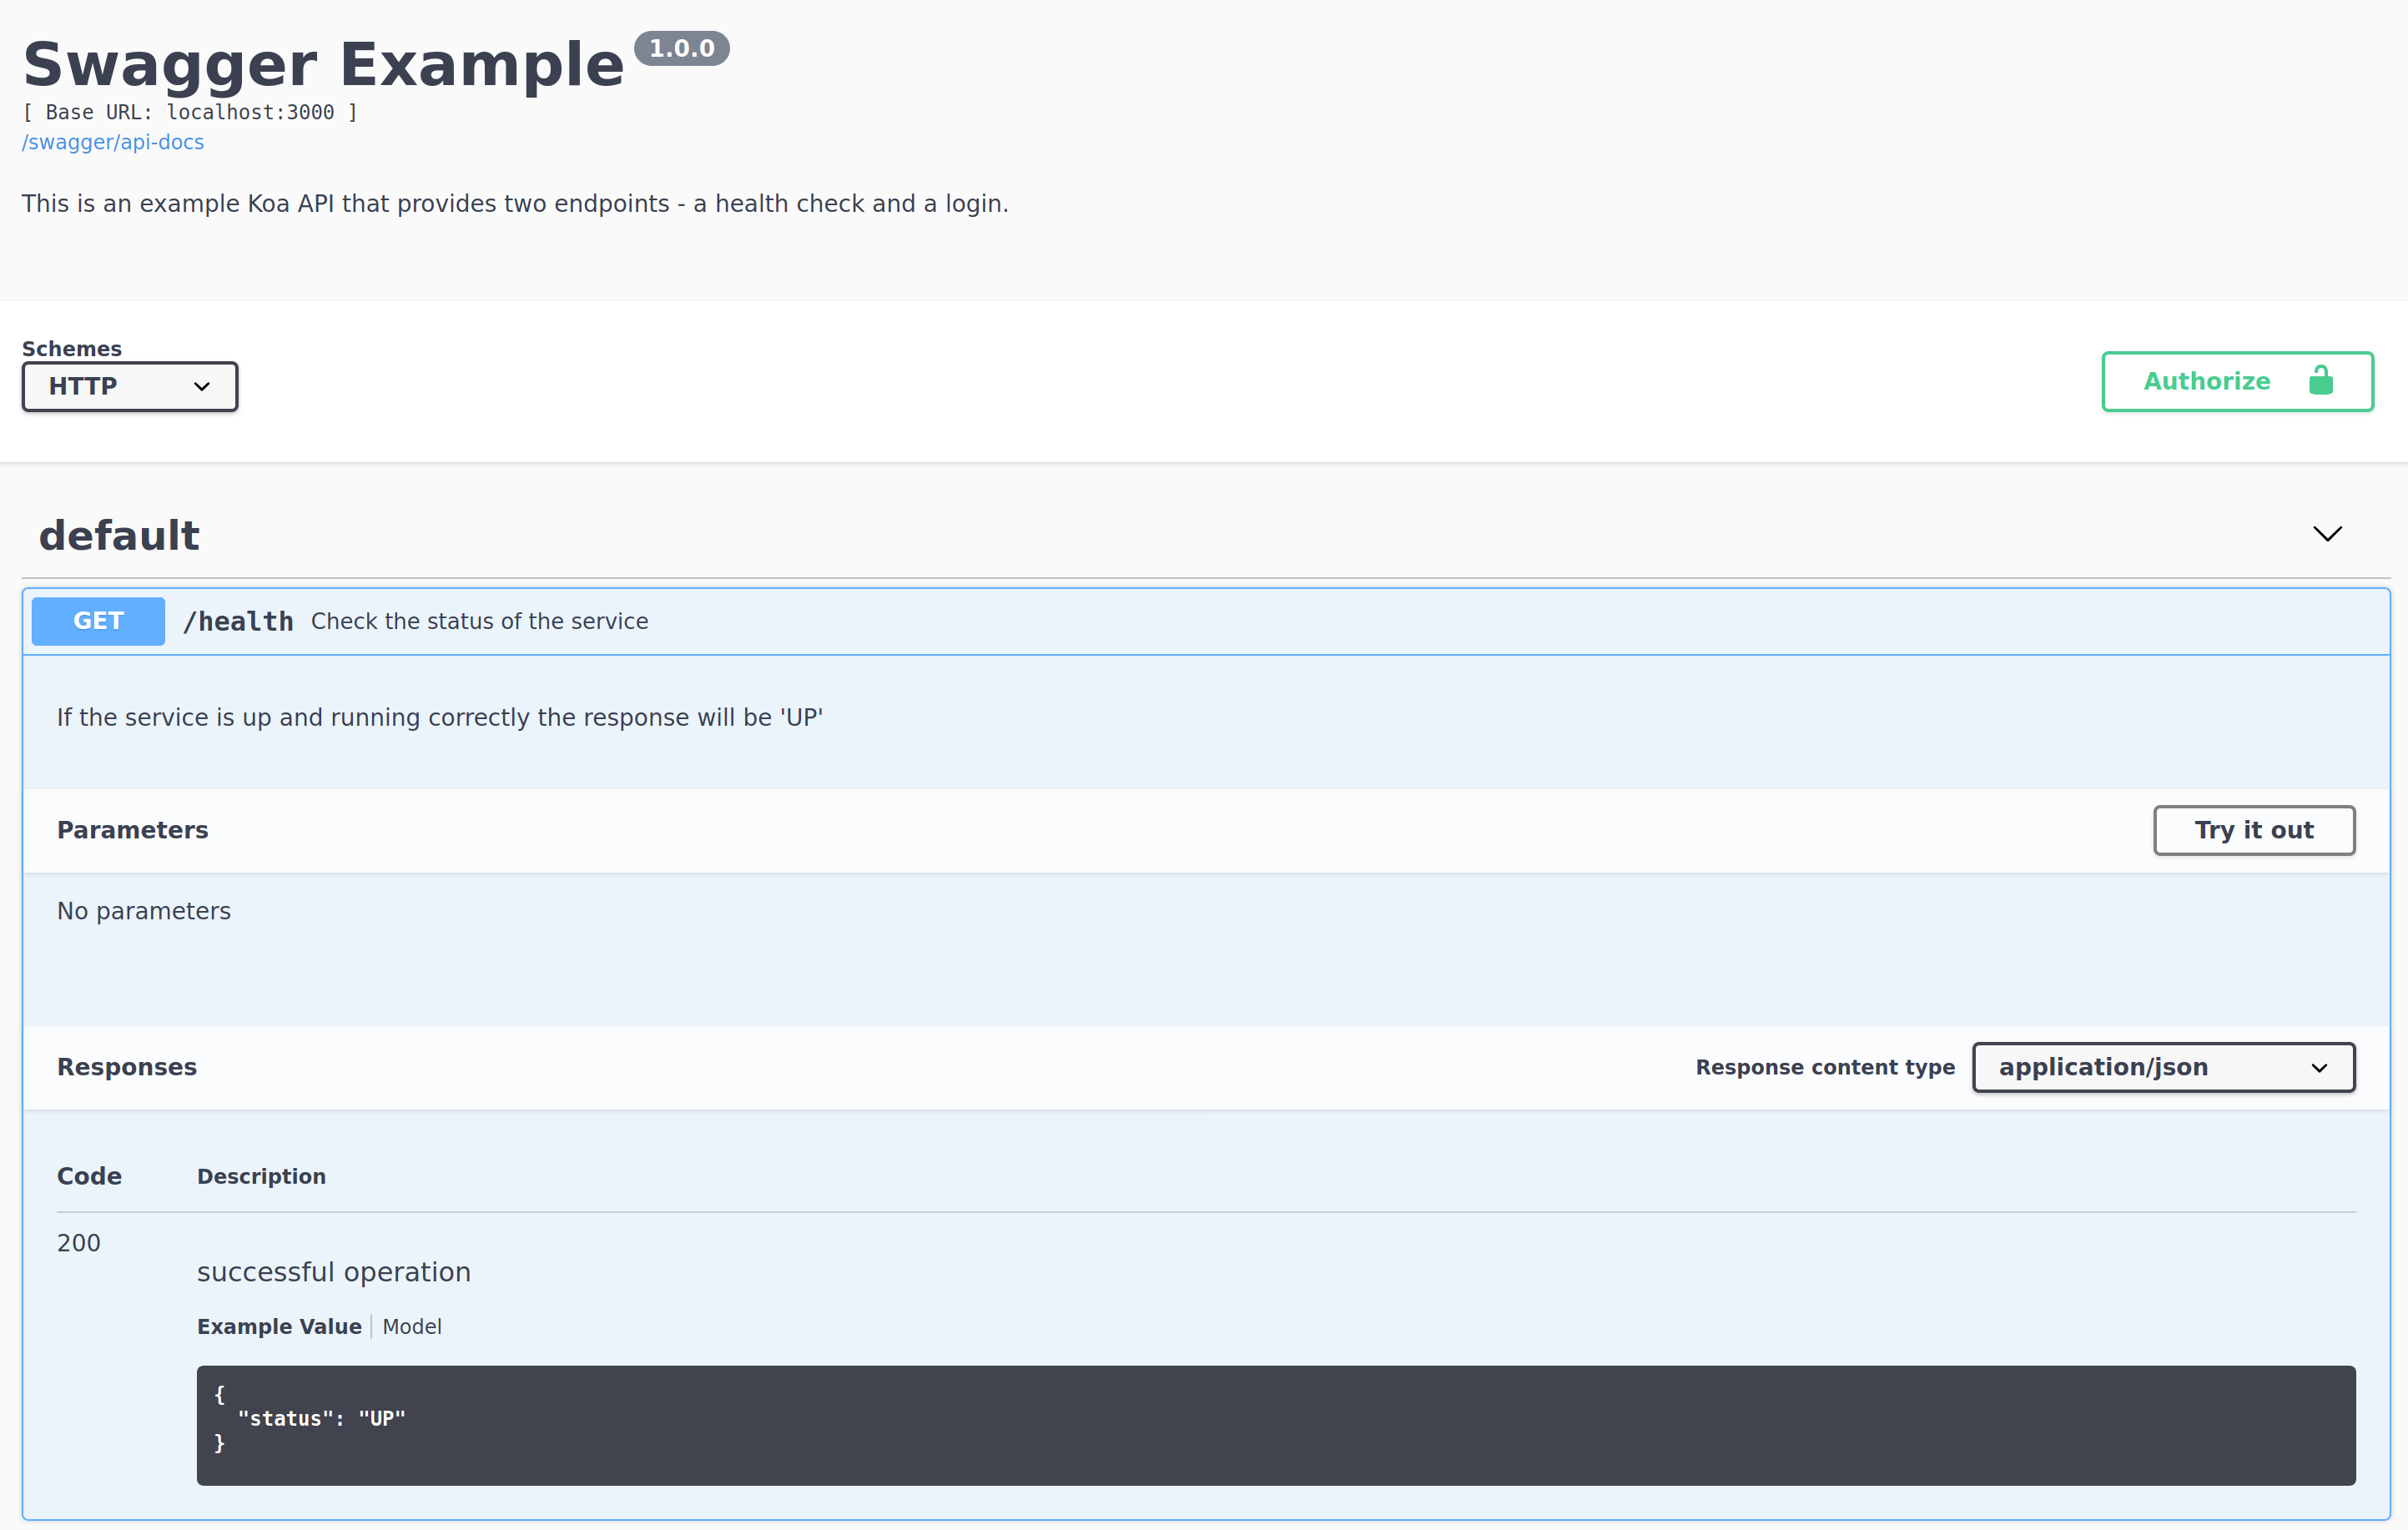 Swagger Example 1.0.0
[ Base URL: localhost:3000 ]
/swagger/api-docs
This is an example Koa API that provides two endpoints - a health check and a login.
Schemes
HTTP
Authorize
default
GET /health Check the status of the service
If the service is up and running correctly the response will be 'UP'
Parameters Try it out
No parameters
Responses Response content type application/json
Code Description
200
successful operation
Example Value Model
{
  "status": "UP"
}